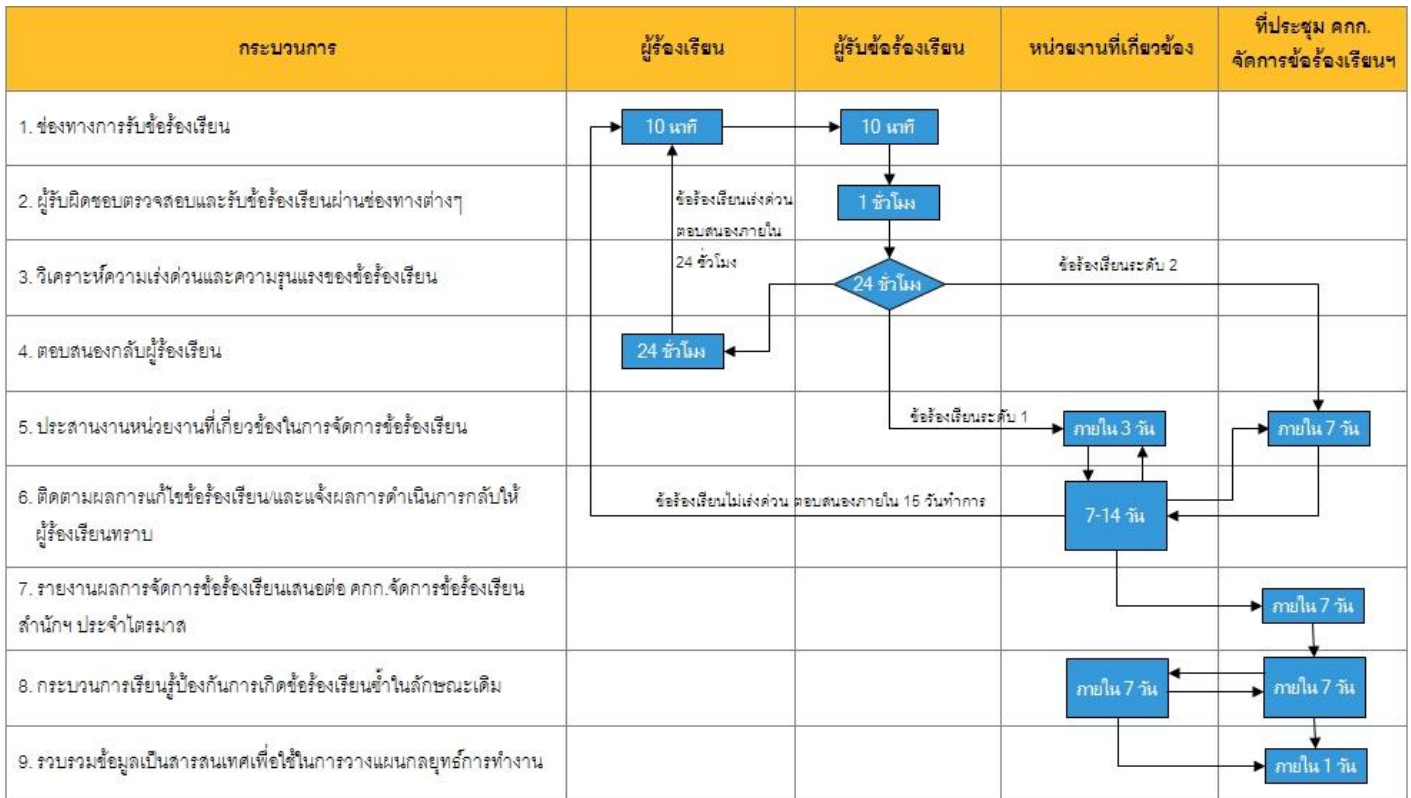 กระบวนการ
ผู้ร้องเรียน
ผู้รับข้อร้องเรียน
หน่วยงานที่เกี่ยวข้อง
ที่ประชุม คกก.
จัดการข้อร้องเรียนฯ
1. ช่องทางการรับข้อร้องเรียน
10 นาที
10 นาที
2. ผู้รับผิดชอบตรวจสอบและรับข้อร้องเรียนผ่านช่องทางต่างๆ
ข้อร้องเรียนเร่งด่วน
ตอบสนองภายใน
24 ชั่วโมง
1 ชั่วโมง
3. วิเคราะห์ความเร่งด่วนและความรุนแรงของข้อร้องเรียน
24 ชั่วโมง
ข้อร้องเรียนระดับ 2
4. ตอบสนองกลับผู้ร้องเรียน
24 ชั่วโมง
5. ประสานงานหน่วยงานที่เกี่ยวข้องในการจัดการข้อร้องเรียน
ข้อร้องเรียนระดับ 1
ภายใน 3 วัน
ภายใน 7 วัน
6. ติดตามผลการแก้ไขข้อร้องเรียน/และแจ้งผลการดำเนินการกลับให้
ผู้ร้องเรียนทราบ
ข้อร้องเรียนไม่เร่งด่วน ตอบสนองภายใน 15 วันทำการ
7-14 วัน
7. รายงานผลการจัดการข้อร้องเรียนเสนอต่อ คกก.จัดการข้อร้องเรียน
สำนักฯ ประจำไตรมาส
ภายใน 7 วัน
8. กระบวนการเรียนรู้ป้องกันการเกิดข้อร้องเรียนซ้ำในลักษณะเดิม
ภายใน 7 วัน
ภายใน 7 วัน
9. รวบรวมข้อมูลเป็นสารสนเทศเพื่อใช้ในการวางแผนกลยุทธ์การทำงาน
ภายใน 1 วัน